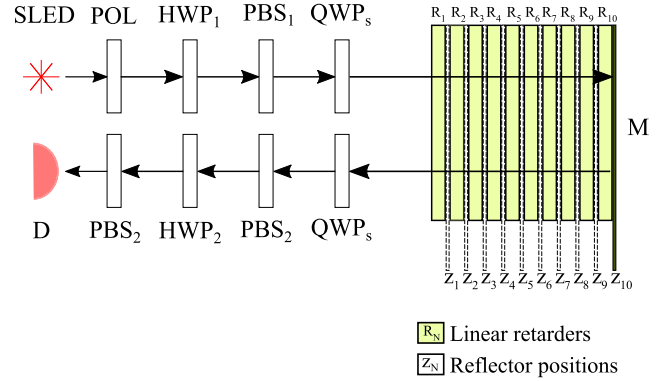 SLED POL HWP1 PBS1 QWPs
R1 R2 R3 R4 R5 R6 R7 R8 R9 R10
M
D PBS2 HWP2 PBS2 QWPs
Z1 Z2 Z3 Z4 Z5 Z6 Z7 Z8 Z9 Z10
RN Linear retarders
ZN Reflector positions